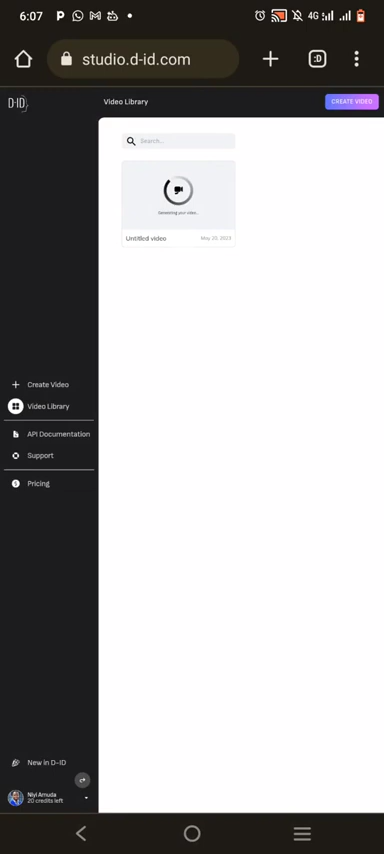 6:07
4G
studio.d-id.com
:D
D-ID
Video Library
CREATE VIDEO
Search...
Generating your video...
Untitled video
May 20, 2023
Create Video
Video Library
API Documentation
Support
Pricing
New in D-ID
Niyi Amuda
20 credits left